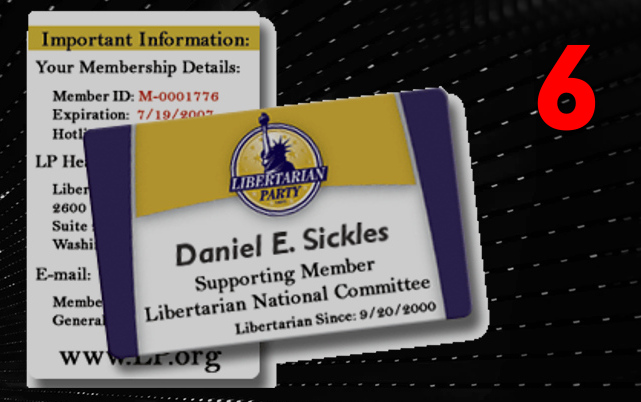 Important Information:
Your Membership Details:
Member ID: M-0001776
Expiration: 7/19/2007
LP
Suite
E-mail:
General
www.LP.org
2600
LIBERTARIAN
PARTY
Daniel E. Sickles
Supporting Member
Libertarian National Committee
Libertarian Since: 9/20/2000
6